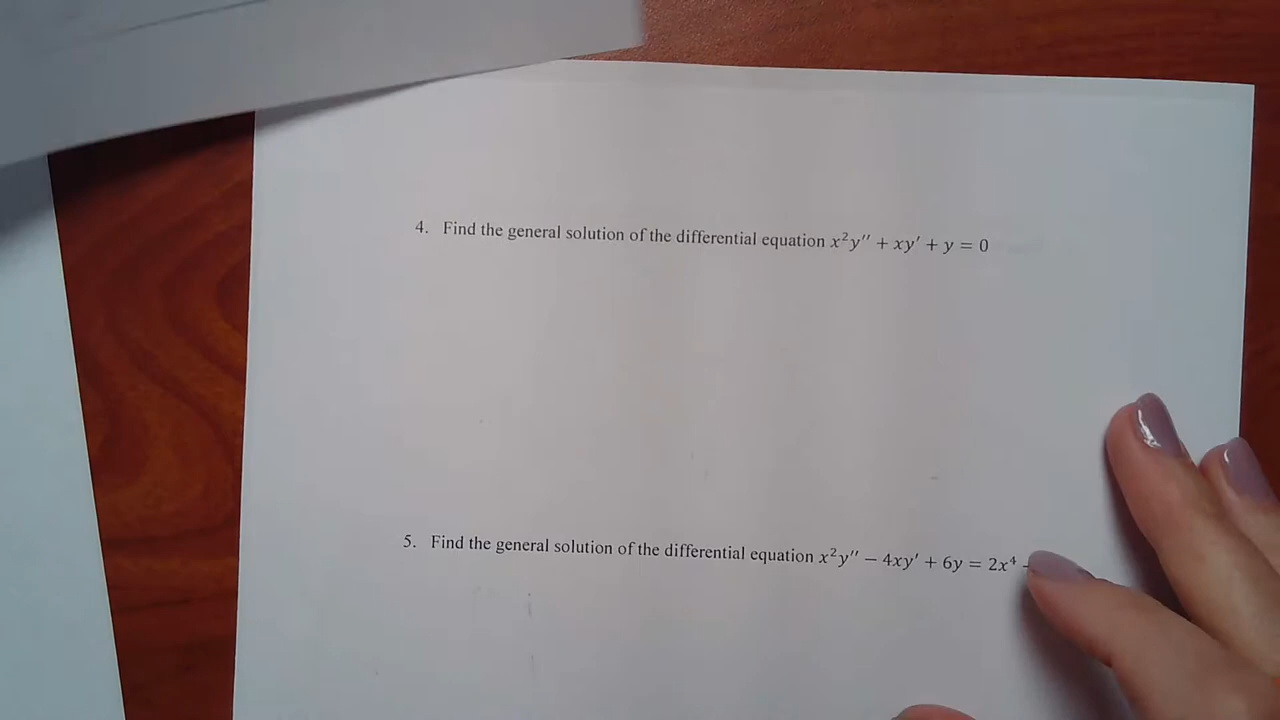 4. Find the general solution of the differential equation x²y″ + xy′ + y = 0
5. Find the general solution of the differential equation x²y″ − 4xy′ + 6y = 2x⁴